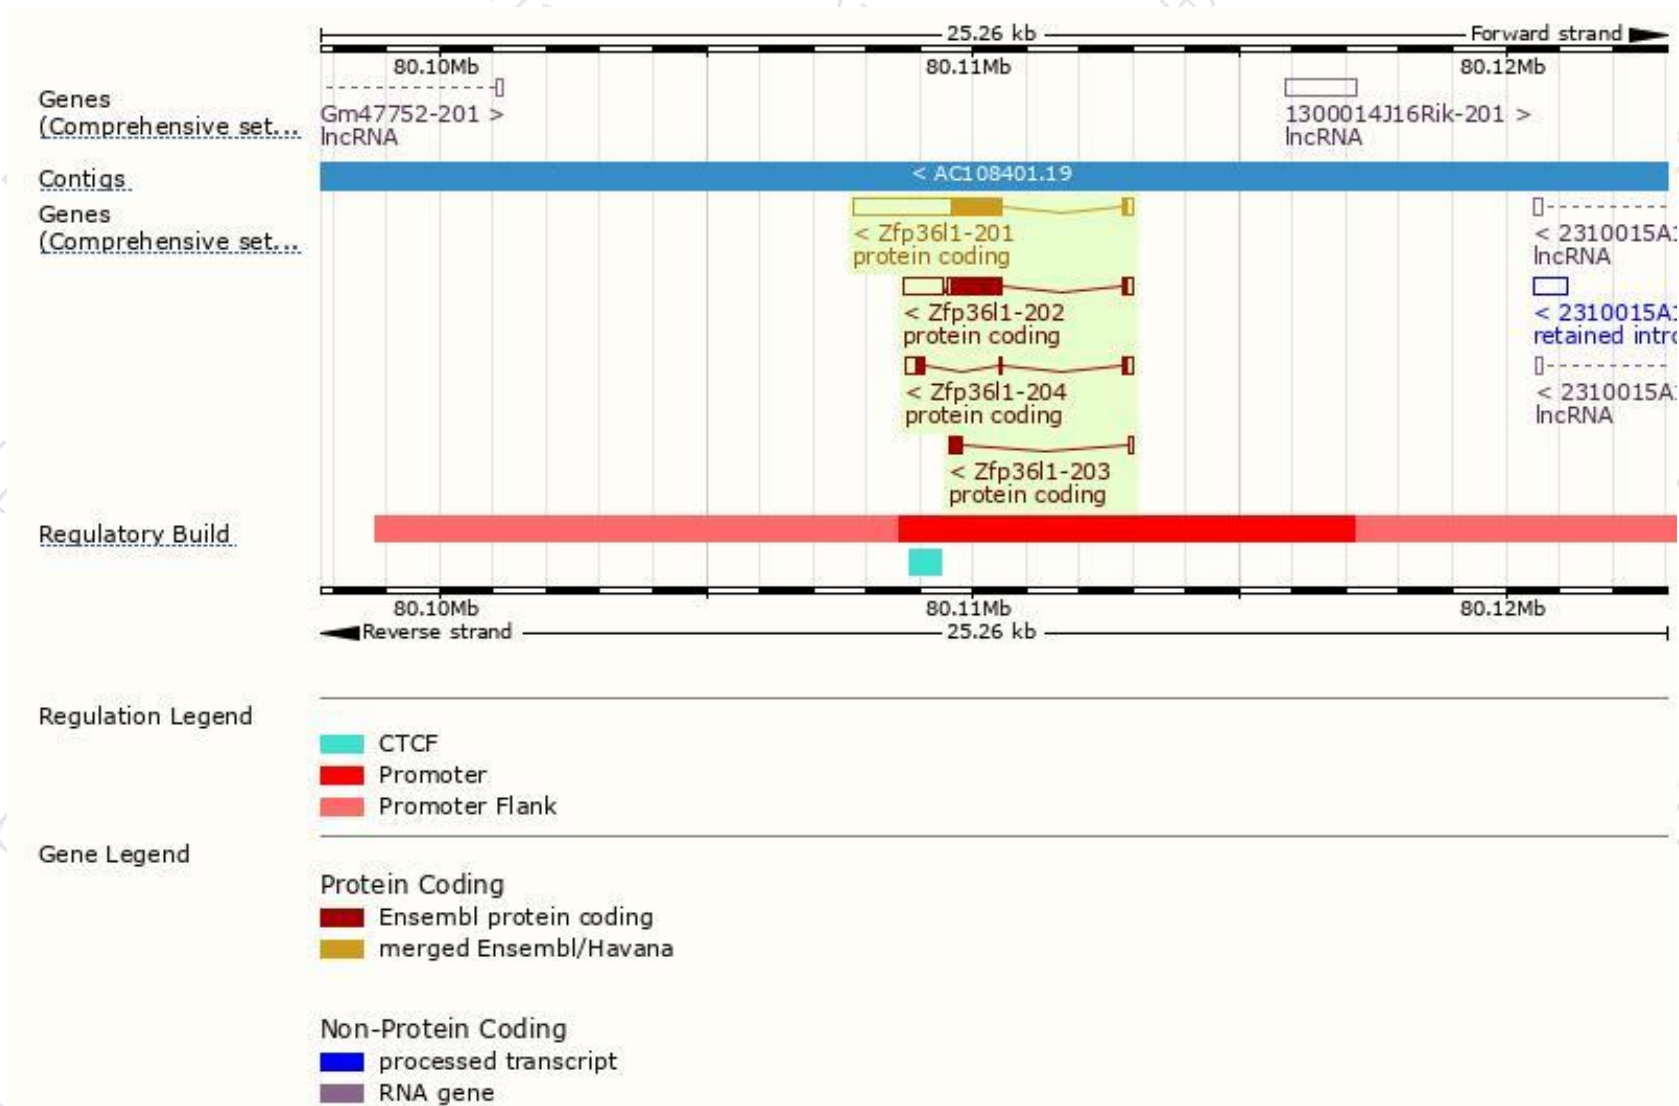 25.26 kb
Forward strand
80.10Mb 80.11Mb 80.12Mb
Genes
(Comprehensive set...
Gm47752-201 >
lncRNA
1300014J16Rik-201 >
lncRNA
Contigs
< AC108401.19
Genes
(Comprehensive set...
< Zfp36l1-201
protein coding
< 2310015A1
lncRNA
< Zfp36l1-202
protein coding
< 2310015A1
retained intro
< Zfp36l1-204
protein coding
< 2310015A1
lncRNA
< Zfp36l1-203
protein coding
Regulatory Build
80.10Mb 80.11Mb 80.12Mb
Reverse strand
25.26 kb
Regulation Legend
CTCF
Promoter
Promoter Flank
Gene Legend
Protein Coding
Ensembl protein coding
merged Ensembl/Havana
Non-Protein Coding
processed transcript
RNA gene